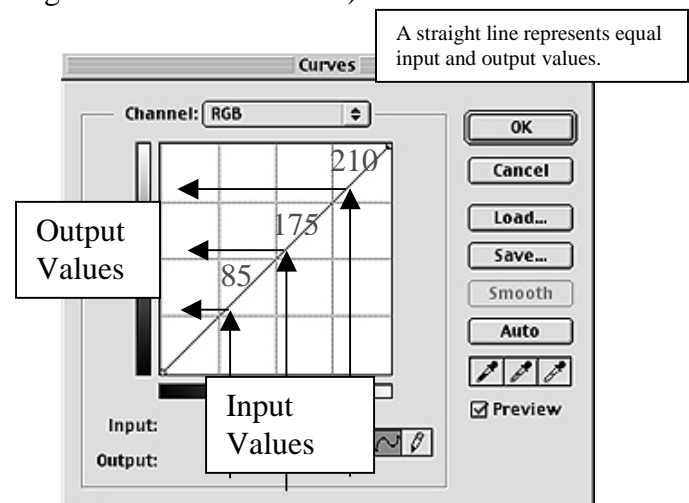 A straight line represents equal
input and output values.
Curves
Channel: RGB
OK
Cancel
Load...
Save...
Smooth
Auto
Preview
210
175
85
Output
Values
Input
Values
Input:
Output: